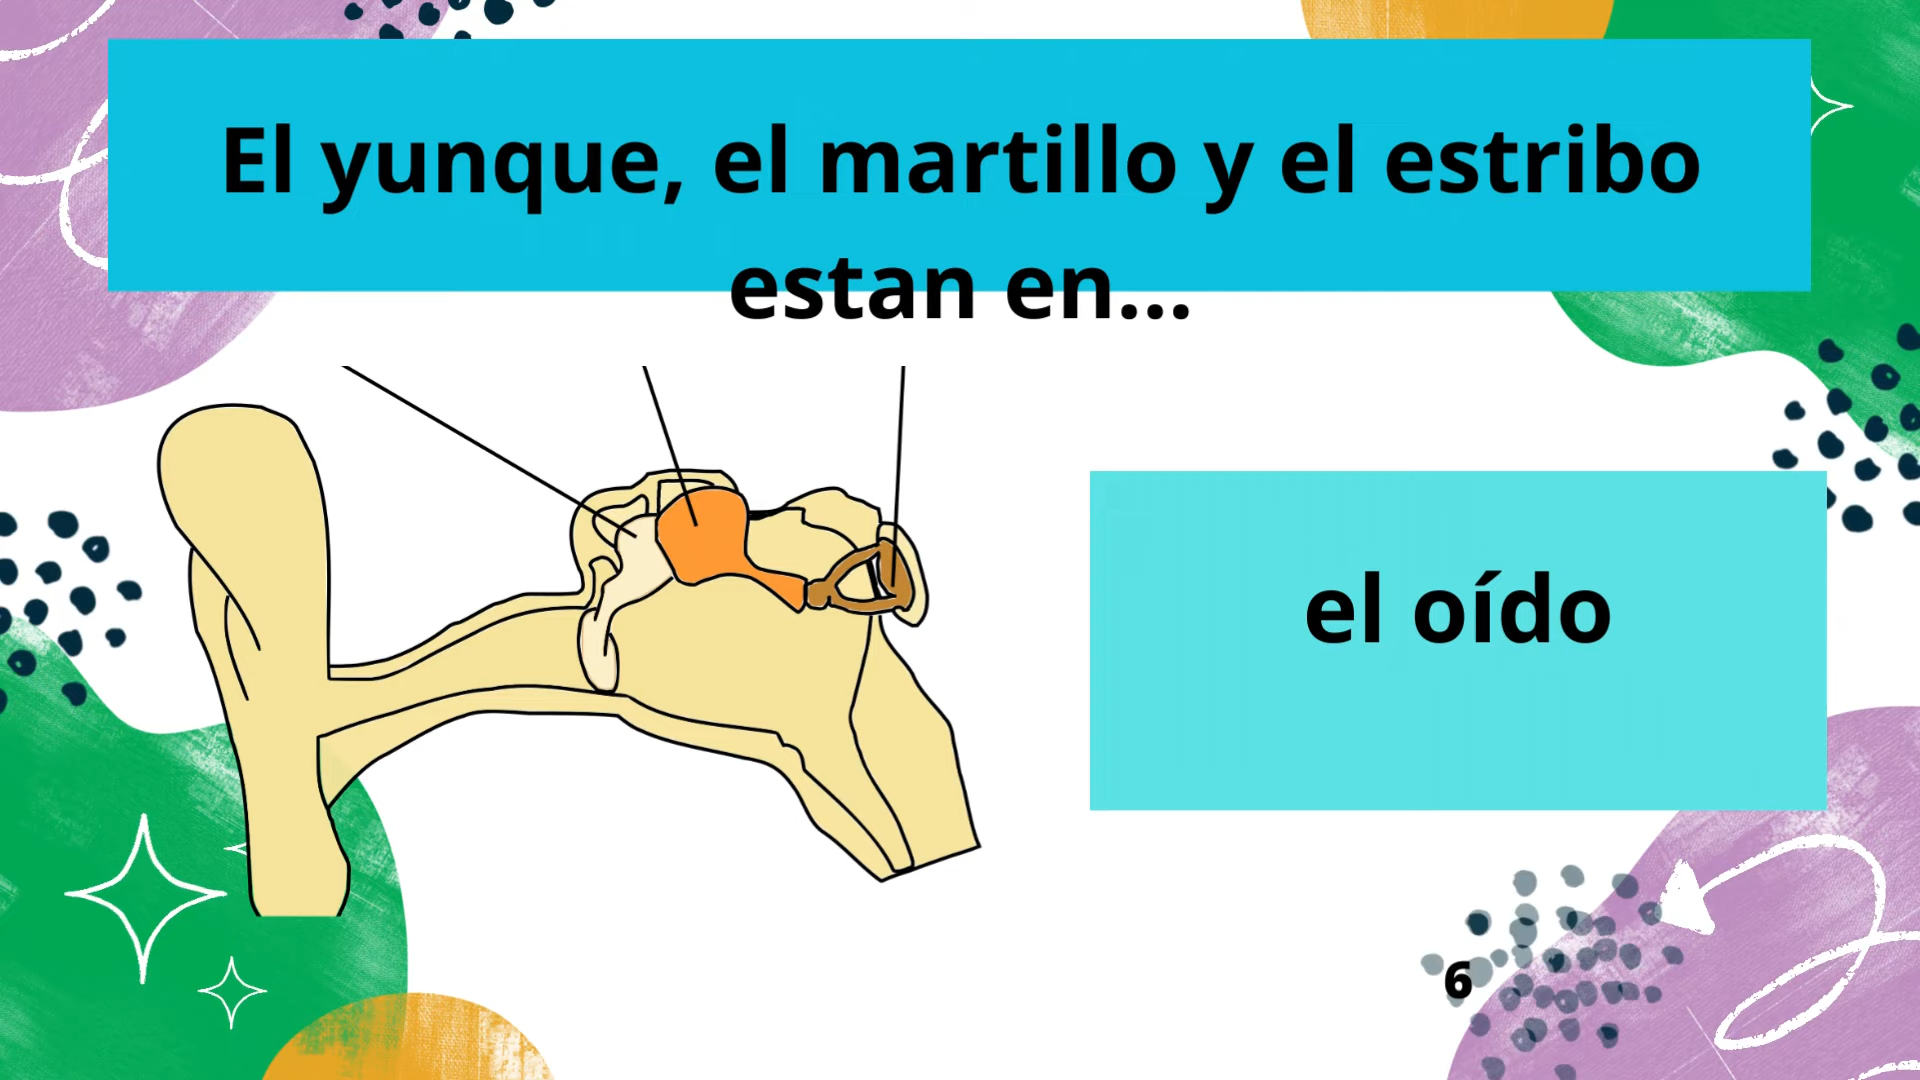 El yunque, el martillo y el estribo
estan en...
el oído
6